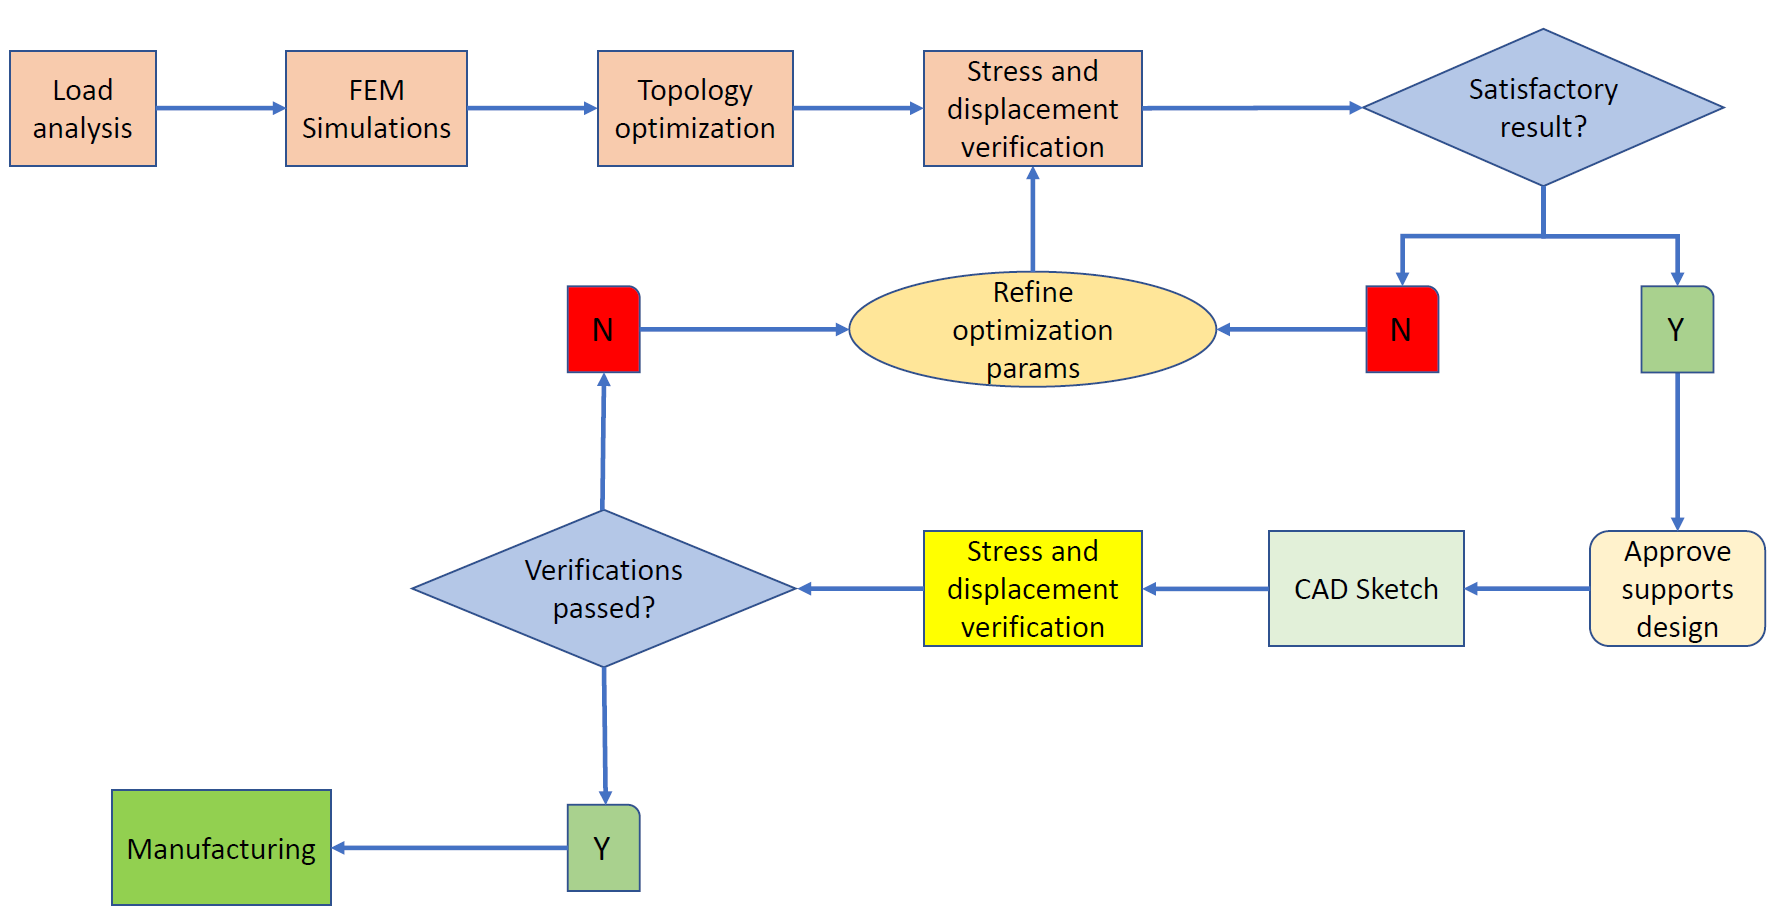 Load
analysis
FEM
Simulations
Topology
optimization
Stress and
displacement
verification
Satisfactory
result?
N
Refine
optimization
params
N
Y
Verifications
passed?
Stress and
displacement
verification
CAD Sketch
Approve
supports
design
Manufacturing
Y